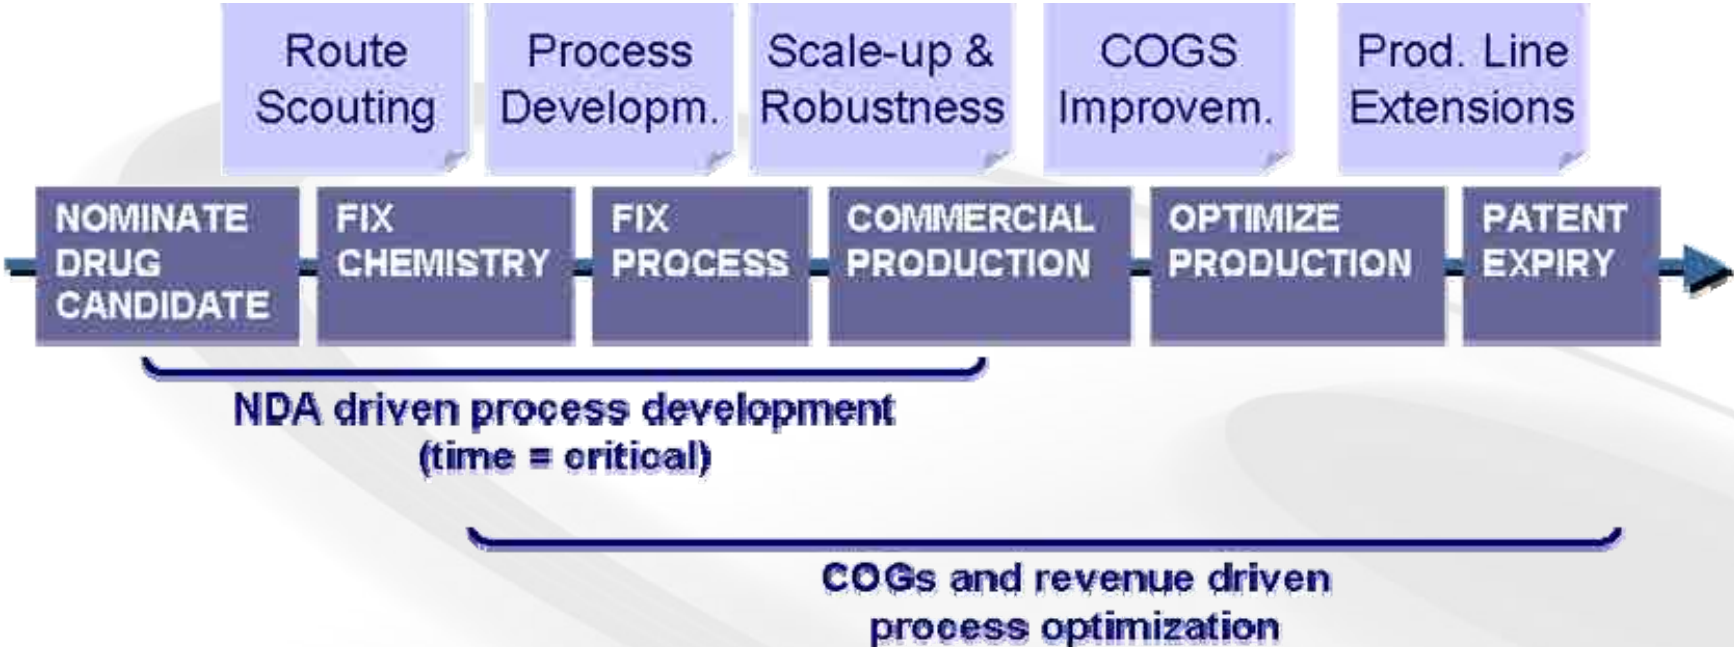 Route
Scouting
Process
Developm.
Scale-up &
Robustness
COGS
Improvem.
Prod. Line
Extensions
NOMINATE
DRUG
CANDIDATE
FIX
CHEMISTRY
FIX
PROCESS
COMMERCIAL
PRODUCTION
OPTIMIZE
PRODUCTION
PATENT
EXPIRY
NDA driven process development
(time = critical)
COGs and revenue driven
process optimization